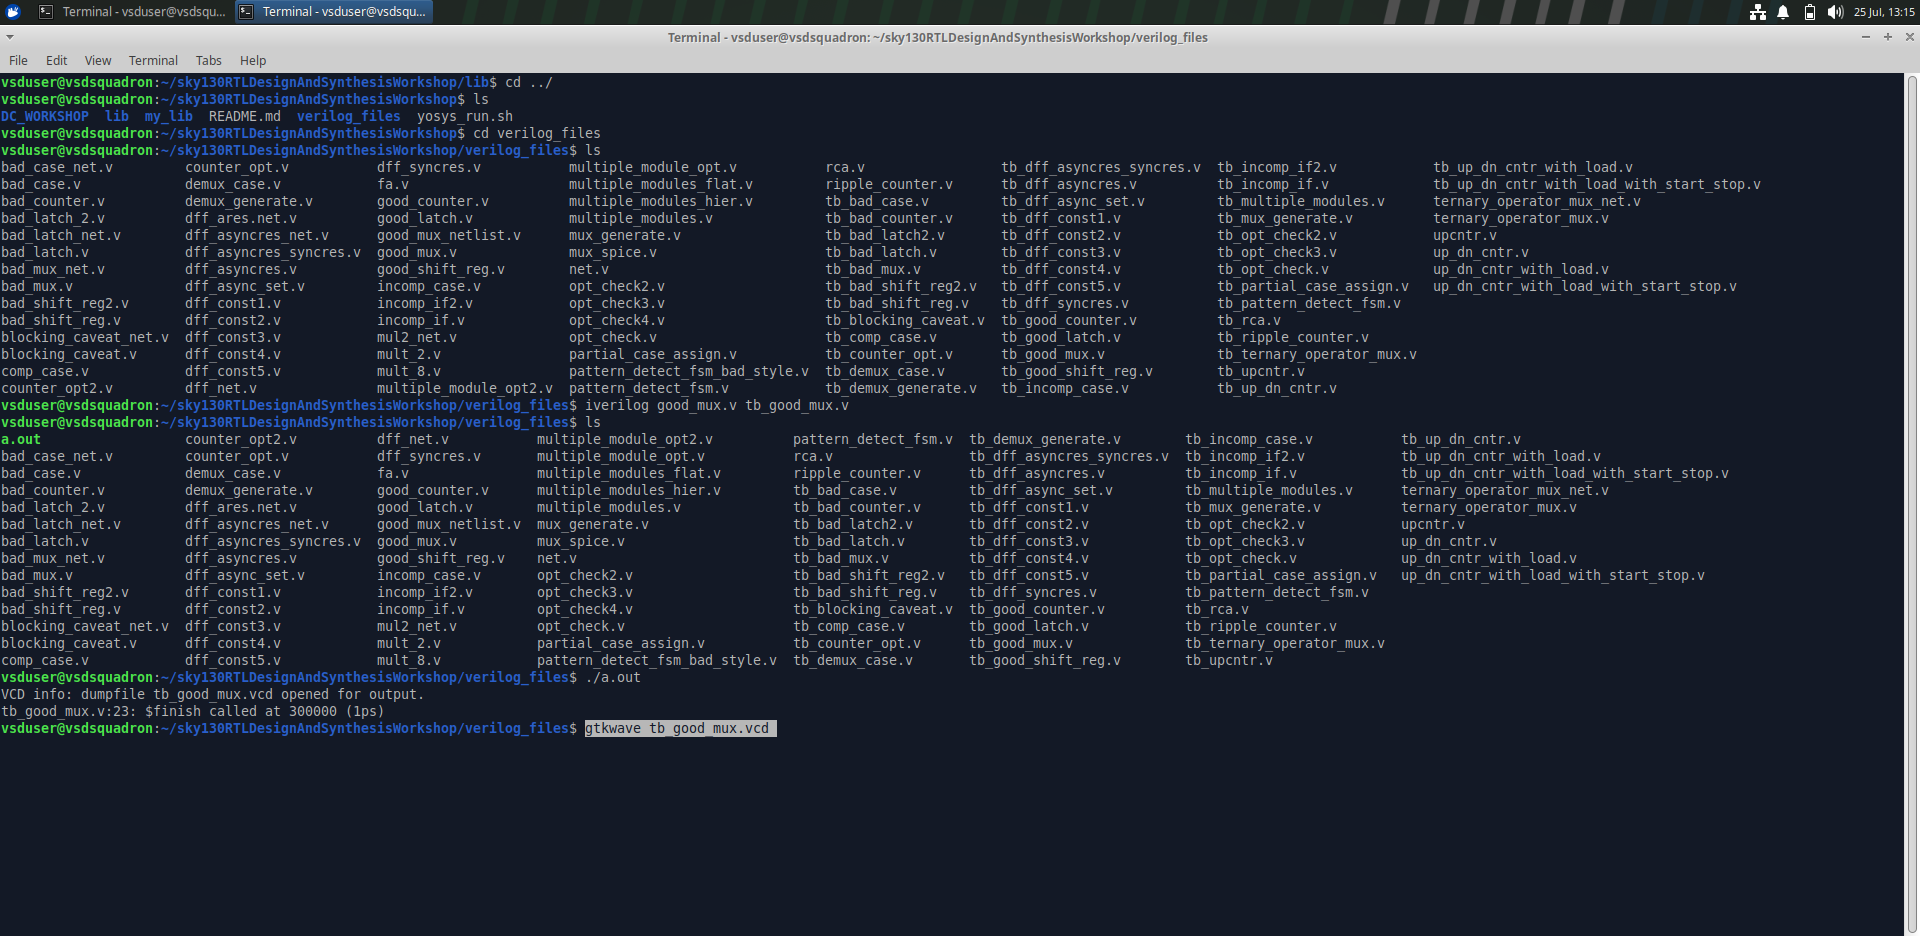 Terminal - vsduser@vsdsqu... Terminal - vsduser@vsdsqu... 25 Jul, 13:15
Terminal - vsduser@vsdsquadron: ~/sky130RTLDesignAndSynthesisWorkshop/verilog_files
File Edit View Terminal Tabs Help
vsduser@vsdsquadron:~/sky130RTLDesignAndSynthesisWorkshop/lib$ cd ../
vsduser@vsdsquadron:~/sky130RTLDesignAndSynthesisWorkshop$ ls
DC_WORKSHOP lib my_lib README.md verilog_files yosys_run.sh
vsduser@vsdsquadron:~/sky130RTLDesignAndSynthesisWorkshop$ cd verilog_files
vsduser@vsdsquadron:~/sky130RTLDesignAndSynthesisWorkshop/verilog_files$ ls
bad_case_net.v counter_opt.v dff_syncres.v multiple_module_opt.v rca.v tb_dff_asyncres_syncres.v tb_incomp_if2.v tb_up_dn_cntr_with_load.v
bad_case.v demux_case.v fa.v multiple_modules_flat.v ripple_counter.v tb_dff_asyncres.v tb_incomp_if.v tb_up_dn_cntr_with_load_with_start_stop.v
bad_counter.v demux_generate.v good_counter.v multiple_modules_hier.v tb_bad_case.v tb_dff_async_set.v tb_multiple_modules.v ternary_operator_mux_net.v
bad_latch_2.v dff_ares.net.v good_latch.v multiple_modules.v tb_bad_counter.v tb_dff_const1.v tb_mux_generate.v ternary_operator_mux.v
bad_latch_net.v dff_asyncres_net.v good_mux_netlist.v mux_generate.v tb_bad_latch2.v tb_dff_const2.v tb_opt_check2.v upcntr.v
bad_latch.v dff_asyncres_syncres.v good_mux.v mux_spice.v tb_bad_latch.v tb_dff_const3.v tb_opt_check3.v up_dn_cntr.v
bad_mux_net.v dff_asyncres.v good_shift_reg.v net.v tb_bad_mux.v tb_dff_const4.v tb_opt_check.v up_dn_cntr_with_load.v
bad_mux.v dff_async_set.v incomp_case.v opt_check2.v tb_bad_shift_reg2.v tb_dff_const5.v tb_partial_case_assign.v up_dn_cntr_with_load_with_start_stop.v
bad_shift_reg2.v dff_const1.v incomp_if2.v opt_check3.v tb_bad_shift_reg.v tb_dff_syncres.v tb_pattern_detect_fsm.v
bad_shift_reg.v dff_const2.v incomp_if.v opt_check4.v tb_blocking_caveat.v tb_good_counter.v tb_rca.v
blocking_caveat_net.v dff_const3.v mul2_net.v opt_check.v tb_comp_case.v tb_good_latch.v tb_ripple_counter.v
blocking_caveat.v dff_const4.v mult_2.v partial_case_assign.v tb_counter_opt.v tb_good_mux.v tb_ternary_operator_mux.v
comp_case.v dff_const5.v mult_8.v pattern_detect_fsm_bad_style.v tb_demux_case.v tb_good_shift_reg.v tb_upcntr.v
counter_opt2.v dff_net.v multiple_module_opt2.v pattern_detect_fsm.v tb_demux_generate.v tb_incomp_case.v tb_up_dn_cntr.v
vsduser@vsdsquadron:~/sky130RTLDesignAndSynthesisWorkshop/verilog_files$ iverilog good_mux.v tb_good_mux.v
vsduser@vsdsquadron:~/sky130RTLDesignAndSynthesisWorkshop/verilog_files$ ls
a.out counter_opt2.v dff_net.v multiple_module_opt2.v pattern_detect_fsm.v tb_demux_generate.v tb_incomp_case.v tb_up_dn_cntr.v
bad_case_net.v counter_opt.v dff_syncres.v multiple_module_opt.v rca.v tb_dff_asyncres_syncres.v tb_incomp_if2.v tb_up_dn_cntr_with_load.v
bad_case.v demux_case.v fa.v multiple_modules_flat.v ripple_counter.v tb_dff_asyncres.v tb_incomp_if.v tb_up_dn_cntr_with_load_with_start_stop.v
bad_counter.v demux_generate.v good_counter.v multiple_modules_hier.v tb_bad_case.v tb_dff_async_set.v tb_multiple_modules.v ternary_operator_mux_net.v
bad_latch_2.v dff_ares.net.v good_latch.v multiple_modules.v tb_bad_counter.v tb_dff_const1.v tb_mux_generate.v ternary_operator_mux.v
bad_latch_net.v dff_asyncres_net.v good_mux_netlist.v mux_generate.v tb_bad_latch2.v tb_dff_const2.v tb_opt_check2.v upcntr.v
bad_latch.v dff_asyncres_syncres.v good_mux.v mux_spice.v tb_bad_latch.v tb_dff_const3.v tb_opt_check3.v up_dn_cntr.v
bad_mux_net.v dff_asyncres.v good_shift_reg.v net.v tb_bad_mux.v tb_dff_const4.v tb_opt_check.v up_dn_cntr_with_load.v
bad_mux.v dff_async_set.v incomp_case.v opt_check2.v tb_bad_shift_reg2.v tb_dff_const5.v tb_partial_case_assign.v up_dn_cntr_with_load_with_start_stop.v
bad_shift_reg2.v dff_const1.v incomp_if2.v opt_check3.v tb_bad_shift_reg.v tb_dff_syncres.v tb_pattern_detect_fsm.v
bad_shift_reg.v dff_const2.v incomp_if.v opt_check4.v tb_blocking_caveat.v tb_good_counter.v tb_rca.v
blocking_caveat_net.v dff_const3.v mul2_net.v opt_check.v tb_comp_case.v tb_good_latch.v tb_ripple_counter.v
blocking_caveat.v dff_const4.v mult_2.v partial_case_assign.v tb_counter_opt.v tb_good_mux.v tb_ternary_operator_mux.v
comp_case.v dff_const5.v mult_8.v pattern_detect_fsm_bad_style.v tb_demux_case.v tb_good_shift_reg.v tb_upcntr.v
vsduser@vsdsquadron:~/sky130RTLDesignAndSynthesisWorkshop/verilog_files$ ./a.out
VCD info: dumpfile tb_good_mux.vcd opened for output.
tb_good_mux.v:23: $finish called at 300000 (1ps)
vsduser@vsdsquadron:~/sky130RTLDesignAndSynthesisWorkshop/verilog_files$ gtkwave tb_good_mux.vcd